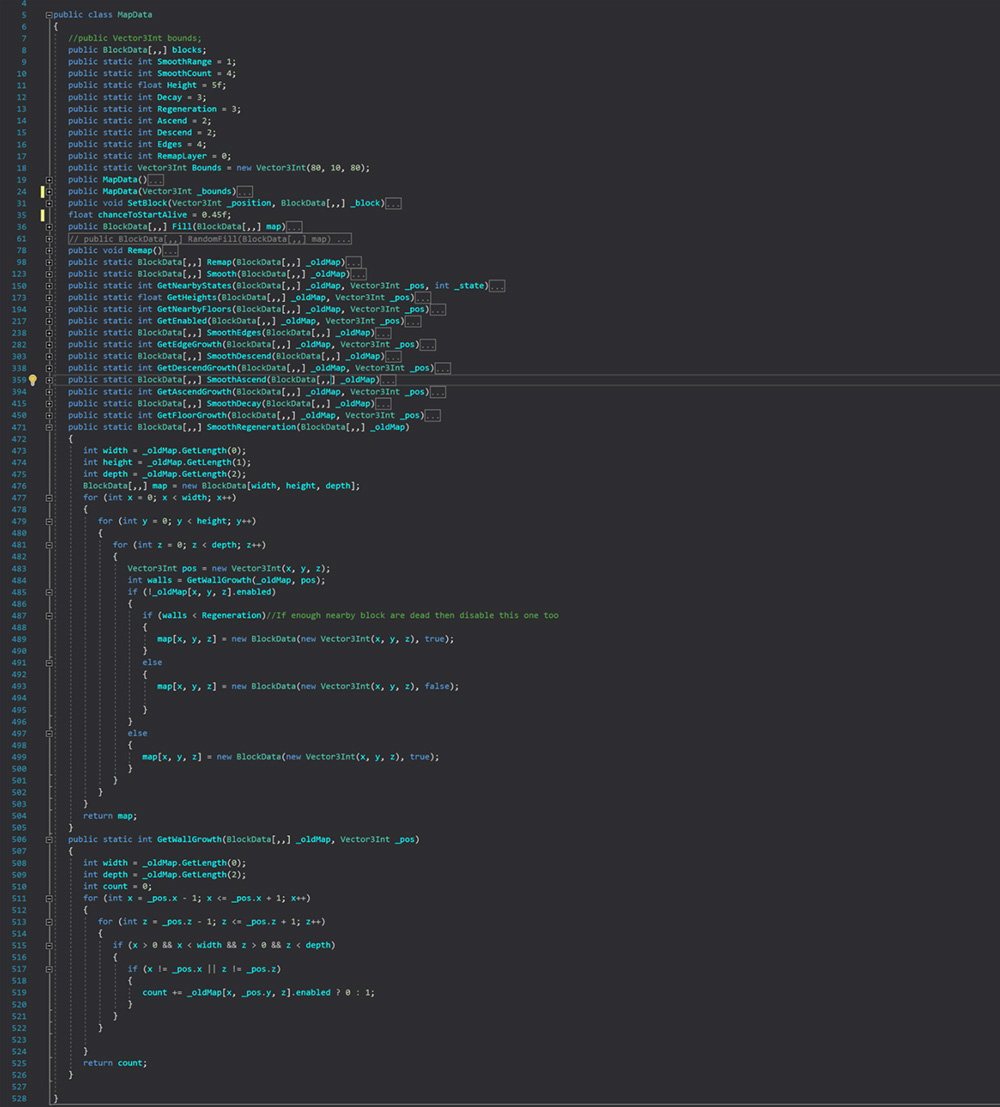 4
5 public class MapData
6 {
7 //public Vector3Int bounds;
8 public BlockData[,,] blocks;
9 public static int SmoothRange = 1;
10 public static int SmoothCount = 4;
11 public static float Height = 5f;
12 public static int Decay = 3;
13 public static int Regeneration = 3;
14 public static int Ascend = 2;
15 public static int Descend = 2;
16 public static int Edges = 4;
17 public static int RemapLayer = 0;
18 public static Vector3Int Bounds = new Vector3Int(80, 10, 80);
19 public MapData()...
24 public MapData(Vector3Int _bounds)...
31 public void SetBlock(Vector3Int _position, BlockData[,,] _block)...
35 float chanceToStartAlive = 0.45f;
36 public BlockData[,,] Fill(BlockData[,,] map)...
61 // public BlockData[,,] RandomFill(BlockData[,,] map) ...
78 public void Remap()...
98 public static BlockData[,,] Remap(BlockData[,,] _oldMap)...
123 public static BlockData[,,] Smooth(BlockData[,,] _oldMap)...
150 public static int GetNearbyStates(BlockData[,,] _oldMap, Vector3Int _pos, int _state)...
173 public static float GetHeights(BlockData[,,] _oldMap, Vector3Int _pos)...
194 public static int GetNearbyFloors(BlockData[,,] _oldMap, Vector3Int _pos)...
217 public static int GetEnabled(BlockData[,,] _oldMap, Vector3Int _pos)...
238 public static BlockData[,,] SmoothEdges(BlockData[,,] _oldMap)...
282 public static int GetEdgeGrowth(BlockData[,,] _oldMap, Vector3Int _pos)...
303 public static BlockData[,,] SmoothDescend(BlockData[,,] _oldMap)...
338 public static int GetDescendGrowth(BlockData[,,] _oldMap, Vector3Int _pos)...
359 public static BlockData[,,] SmoothAscend(BlockData[,,] _oldMap)...
394 public static int GetAscendGrowth(BlockData[,,] _oldMap, Vector3Int _pos)...
415 public static BlockData[,,] SmoothDecay(BlockData[,,] _oldMap)...
450 public static int GetFloorGrowth(BlockData[,,] _oldMap, Vector3Int _pos)...
471 public static BlockData[,,] SmoothRegeneration(BlockData[,,] _oldMap)
472 {
473 int width = _oldMap.GetLength(0);
474 int height = _oldMap.GetLength(1);
475 int depth = _oldMap.GetLength(2);
476 BlockData[,,] map = new BlockData[width, height, depth];
477 for (int x = 0; x < width; x++)
478 {
479 for (int y = 0; y < height; y++)
480 {
481 for (int z = 0; z < depth; z++)
482 {
483 Vector3Int pos = new Vector3Int(x, y, z);
484 int walls = GetWallGrowth(_oldMap, pos);
485 if (!_oldMap[x, y, z].enabled)
486 {
487 if (walls < Regeneration)//If enough nearby block are dead then disable this one too
488 {
489 map[x, y, z] = new BlockData(new Vector3Int(x, y, z), true);
490 }
491 else
492 {
493 map[x, y, z] = new BlockData(new Vector3Int(x, y, z), false);
494
495 }
496 }
497 else
498 {
499 map[x, y, z] = new BlockData(new Vector3Int(x, y, z), true);
500 }
501 }
502 }
503 }
504 return map;
505 }
506 public static int GetWallGrowth(BlockData[,,] _oldMap, Vector3Int _pos)
507 {
508 int width = _oldMap.GetLength(0);
509 int depth = _oldMap.GetLength(2);
510 int count = 0;
511 for (int x = _pos.x - 1; x <= _pos.x + 1; x++)
512 {
513 for (int z = _pos.z - 1; z <= _pos.z + 1; z++)
514 {
515 if (x > 0 && x < width && z > 0 && z < depth)
516 {
517 if (x != _pos.x || z != _pos.z)
518 {
519 count += _oldMap[x, _pos.y, z].enabled ? 0 : 1;
520 }
521 }
522 }
523
524 }
525 return count;
526 }
527
528 }